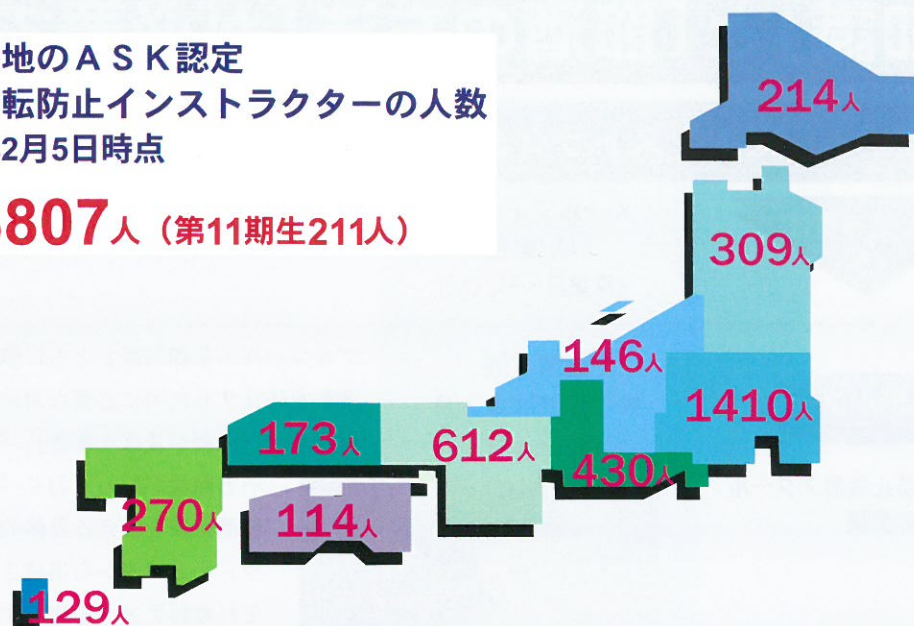 地のASK認定
転防止インストラクターの人数
2月5日時点
807人（第11期生211人）
214人
309人
146人
1410人
173人
612人
430人
270人
114人
129人